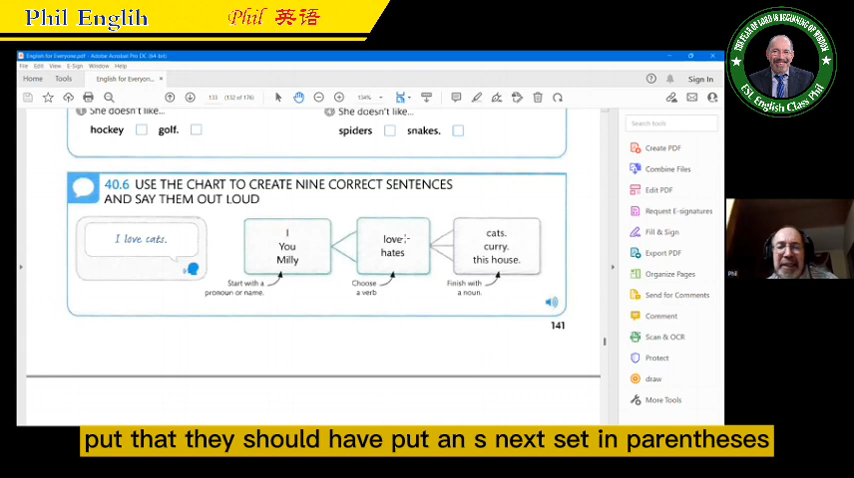 Phil Englih
Phil 英语
THE FEAR OF LORD IS BEGINNING OF WISDOM
ESL English Class Phil
English for Everyone.pdf - Adobe Acrobat Pro DC (64-bit)
File Edit View E-Sign Window Help
Home Tools English for Everyon... × Sign In
133 (132 of 176) 134%
She doesn't like... She doesn't like...
hockey golf. spiders snakes.
40.6 USE THE CHART TO CREATE NINE CORRECT SENTENCES
AND SAY THEM OUT LOUD
I love cats.
I
You
Milly
love
hates
cats.
curry.
this house.
Start with a
pronoun or name.
Choose
a verb
Finish with
a noun.
141
Search tools
Create PDF
Combine Files
Edit PDF
Request E-signatures
Fill & Sign
Export PDF
Organize Pages
Send for Comments
Comment
Scan & OCR
Protect
draw
More Tools
Phil
put that they should have put an s next set in parentheses